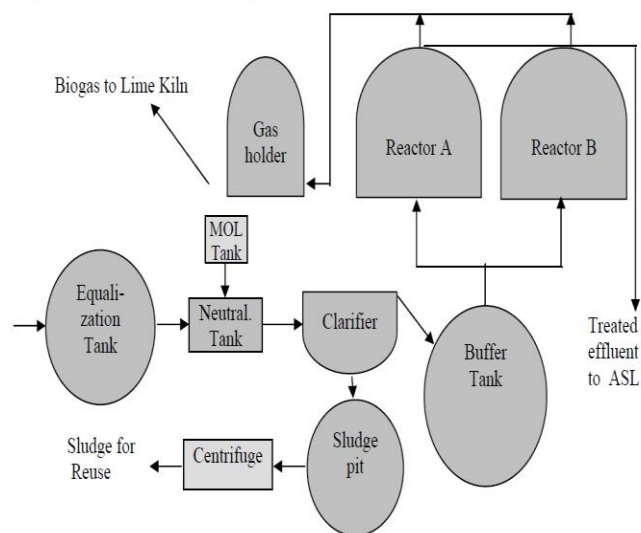 Biogas to Lime Kiln
Gas
holder
Reactor A
Reactor B
MOL
Tank
Equali-
zation
Tank
Neutral.
Tank
Clarifier
Buffer
Tank
Treated
effluent
to ASL
Sludge for
Reuse
Centrifuge
Sludge
pit